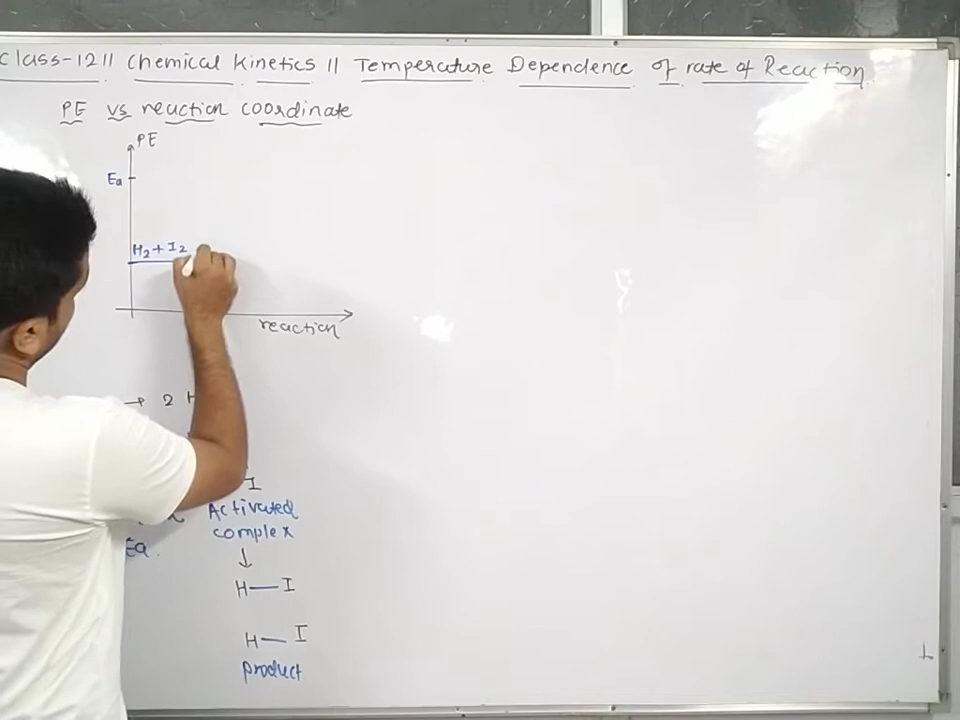 Class-12 || Chemical Kinetics || Temperature Dependence of rate of Reaction
PE vs reaction coordinate
PE
Ea
H2 + I2
reaction
→ 2 H
I
Activated
complex
Ea.
↓
H—I
H—I
product